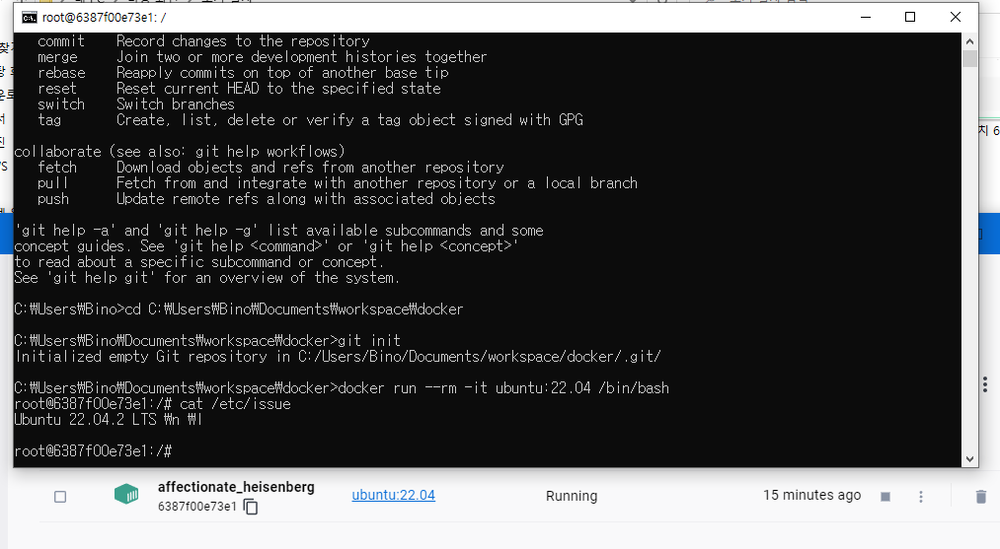 root@6387f00e73e1: /
commit Record changes to the repository
merge Join two or more development histories together
rebase Reapply commits on top of another base tip
reset Reset current HEAD to the specified state
switch Switch branches
tag Create, list, delete or verify a tag object signed with GPG
collaborate (see also: git help workflows)
fetch Download objects and refs from another repository
pull Fetch from and integrate with another repository or a local branch
push Update remote refs along with associated objects
'git help -a' and 'git help -g' list available subcommands and some
concept guides. See 'git help <command>' or 'git help <concept>'
to read about a specific subcommand or concept.
See 'git help git' for an overview of the system.
C:₩Users₩Bino>cd C:₩Users₩Bino₩Documents₩workspace₩docker
C:₩Users₩Bino₩Documents₩workspace₩docker>git init
Initialized empty Git repository in C:/Users/Bino/Documents/workspace/docker/.git/
C:₩Users₩Bino₩Documents₩workspace₩docker>docker run --rm -it ubuntu:22.04 /bin/bash
root@6387f00e73e1:/# cat /etc/issue
Ubuntu 22.04.2 LTS ₩n ₩l
root@6387f00e73e1:/#
affectionate_heisenberg ubuntu:22.04 Running 15 minutes ago
6387f00e73e1